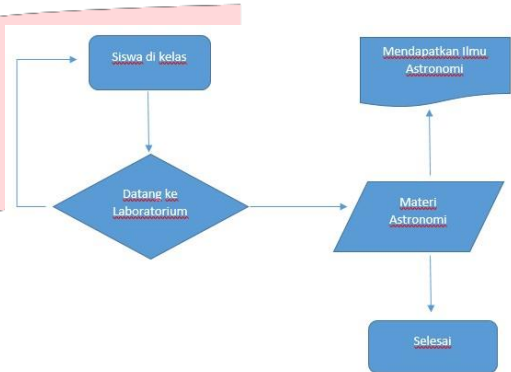 Siswa di kelas
Datang ke
Laboratorium
Materi
Astronomi
Mendapatkan Ilmu
Astronomi
Selesai